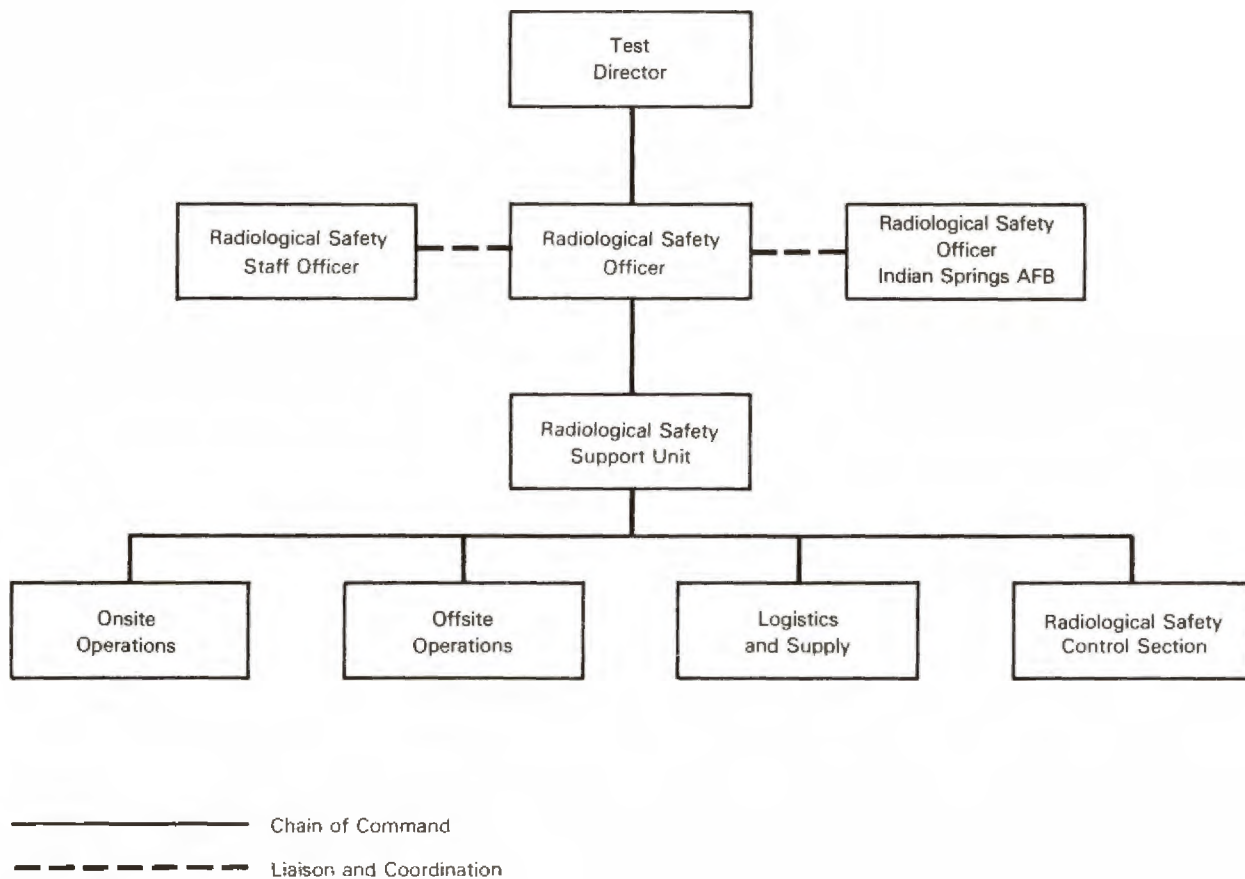 Test
Director
Radiological Safety
Staff Officer
Radiological Safety
Officer
Radiological Safety
Officer
Indian Springs AFB
Radiological Safety
Support Unit
Onsite
Operations
Offsite
Operations
Logistics
and Supply
Radiological Safety
Control Section
Chain of Command
Liaison and Coordination